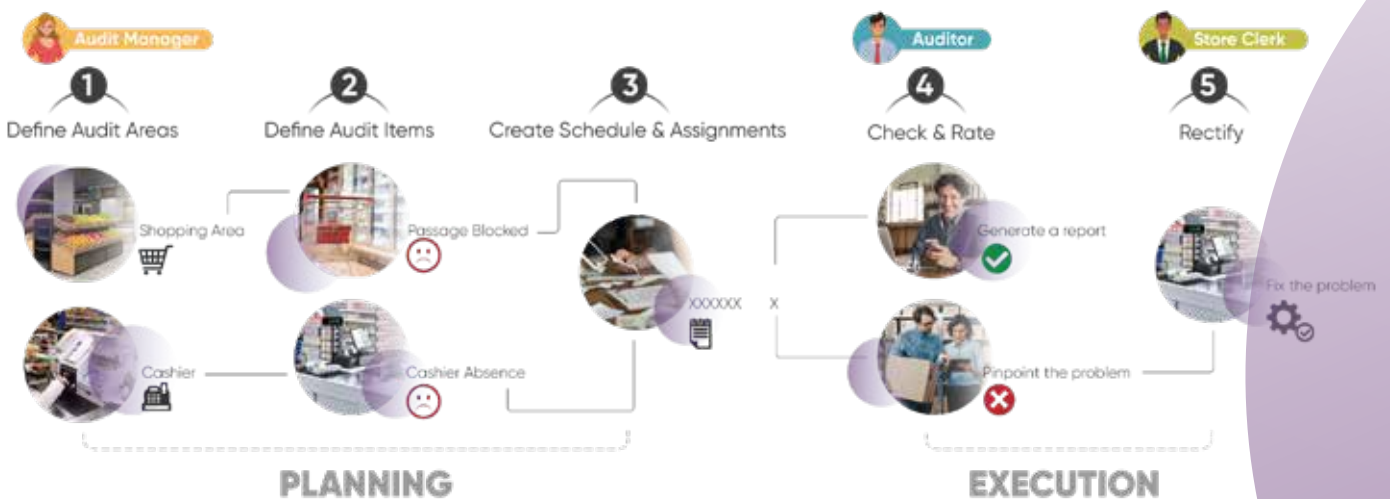 Audit Manager
Auditor
Store Clerk
1
2
3
4
5
Define Audit Areas
Define Audit Items
Create Schedule & Assignments
Check & Rate
Rectify
Shopping Area
Passage Blocked
Generate a report
Fix the problem
XXXXXX
X
Cashier
Cashier Absence
Pinpoint the problem
PLANNING
EXECUTION